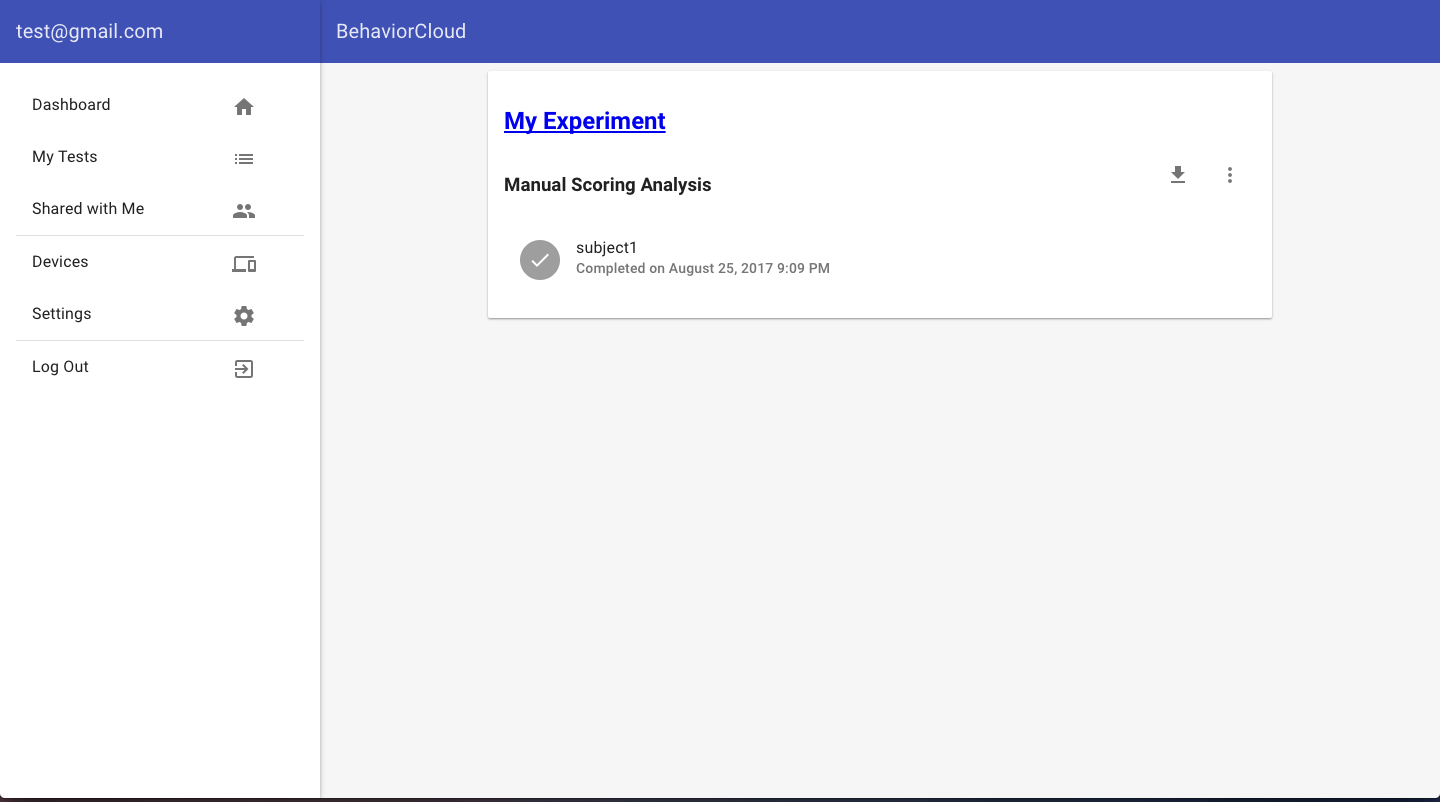 test@gmail.com
BehaviorCloud
Dashboard
My Tests
Shared with Me
Devices
Settings
Log Out
My Experiment
Manual Scoring Analysis
subject1
Completed on August 25, 2017 9:09 PM